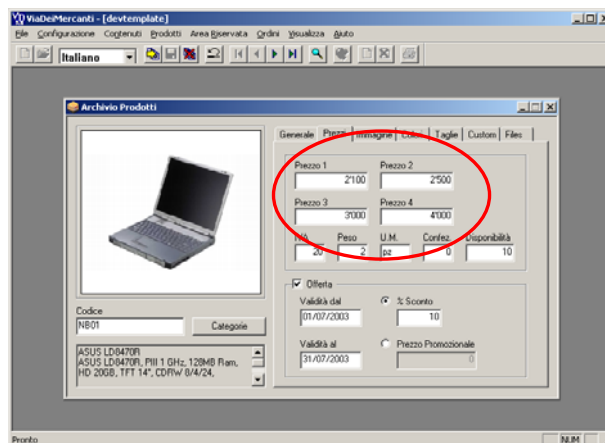 ViaDeiMercanti - [devtemplate]
File Configurazione Contenuti Prodotti Area Riservata Ordini Visualizza Aiuto
Italiano
Archivio Prodotti
Generale Prezzi Immagine Colori Taglie Custom Files
Prezzo 1 Prezzo 2
2'100 2'500
Prezzo 3 Prezzo 4
3'000 4'000
IVA Peso U.M. Confez. Disponibilità
20 2 pz 0 10
Offerta
Validità dal % Sconto
01/07/2003 10
Validità al Prezzo Promozionale
31/07/2003 0
Codice
NB01 Categorie
ASUS LD8470R
ASUS LD8470R, PIII 1 GHz, 128MB Ram,
HD 20GB, TFT 14", CDRW 8/4/24,
Pronto NUM